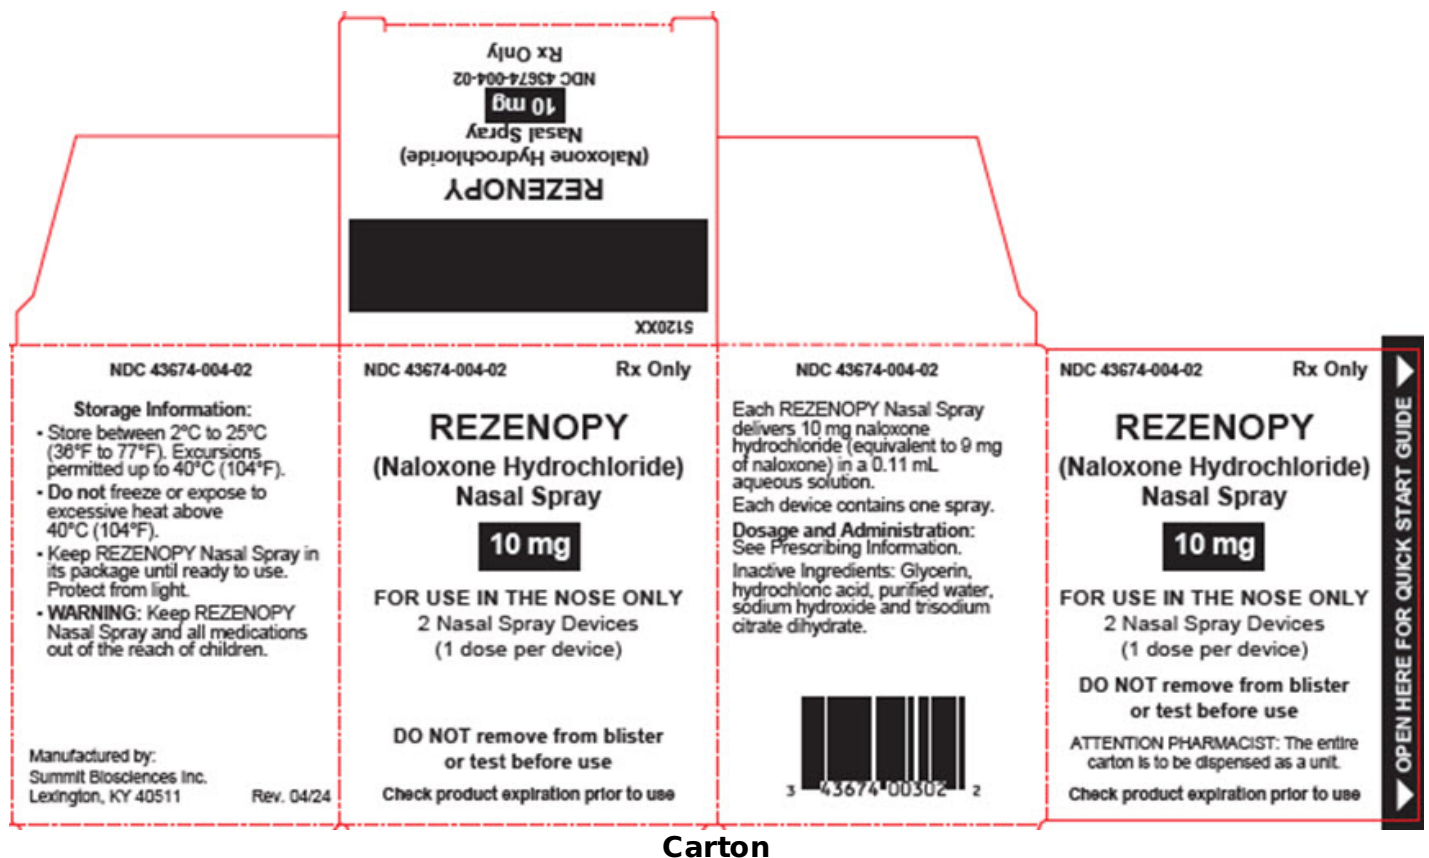 Rx Only
NDC 43674-004-02
10 mg
Nasal Spray
(Naloxone Hydrochloride)
REZENOPY
5120XX
NDC 43674-004-02
Storage Information:
• Store between 2°C to 25°C
(36°F to 77°F). Excursions
permitted up to 40°C (104°F).
• Do not freeze or expose to
excessive heat above
40°C (104°F).
• Keep REZENOPY Nasal Spray in
its package until ready to use.
Protect from light.
• WARNING: Keep REZENOPY
Nasal Spray and all medications
out of the reach of children.
Manufactured by:
Summit Biosciences Inc.
Lexington, KY 40511 Rev. 04/24
NDC 43674-004-02 Rx Only
REZENOPY
(Naloxone Hydrochloride)
Nasal Spray
10 mg
FOR USE IN THE NOSE ONLY
2 Nasal Spray Devices
(1 dose per device)
DO NOT remove from blister
or test before use
Check product expiration prior to use
NDC 43674-004-02
Each REZENOPY Nasal Spray
delivers 10 mg naloxone
hydrochloride (equivalent to 9 mg
of naloxone) in a 0.11 mL
aqueous solution.
Each device contains one spray.
Dosage and Administration:
See Prescribing Information.
Inactive Ingredients: Glycerin,
hydrochloric acid, purified water,
sodium hydroxide and trisodium
citrate dihydrate.
3 43674 00302 2
NDC 43674-004-02 Rx Only
REZENOPY
(Naloxone Hydrochloride)
Nasal Spray
10 mg
FOR USE IN THE NOSE ONLY
2 Nasal Spray Devices
(1 dose per device)
DO NOT remove from blister
or test before use
ATTENTION PHARMACIST: The entire
carton is to be dispensed as a unit.
Check product expiration prior to use
OPEN HERE FOR QUICK START GUIDE
Carton